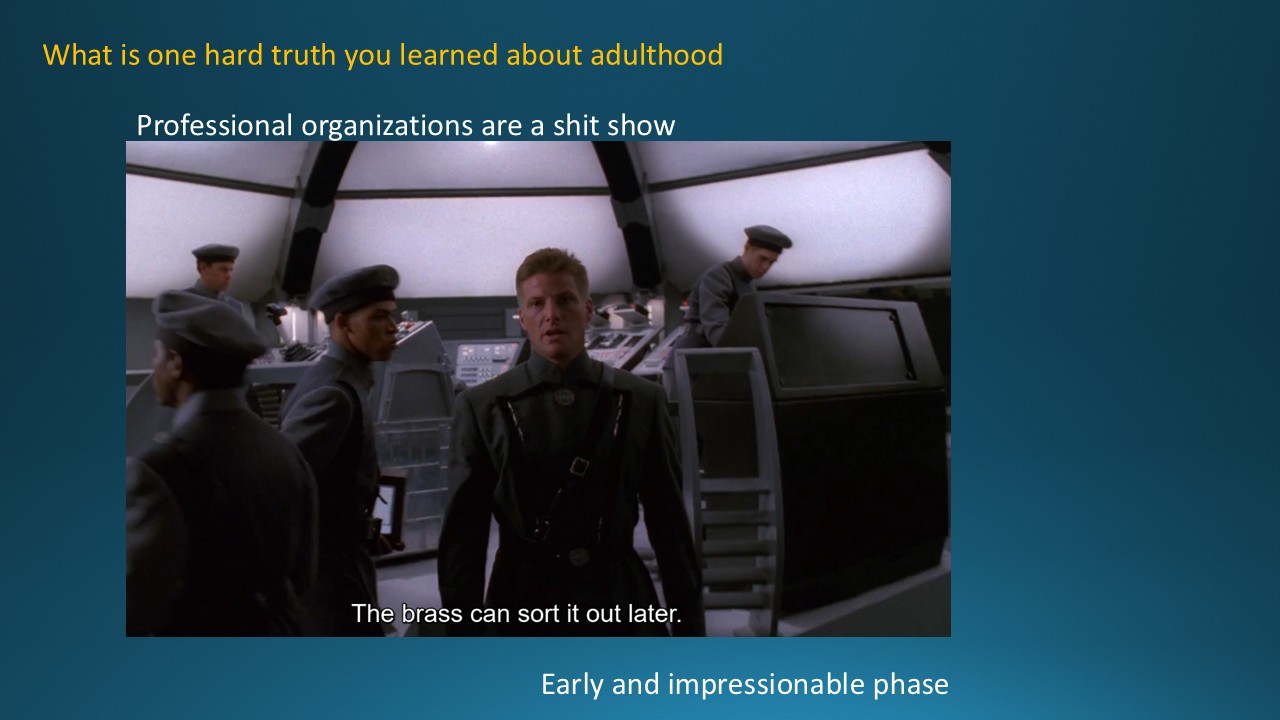 What is one hard truth you learned about adulthood
Professional organizations are a shit show
The brass can sort it out later.
Early and impressionable phase